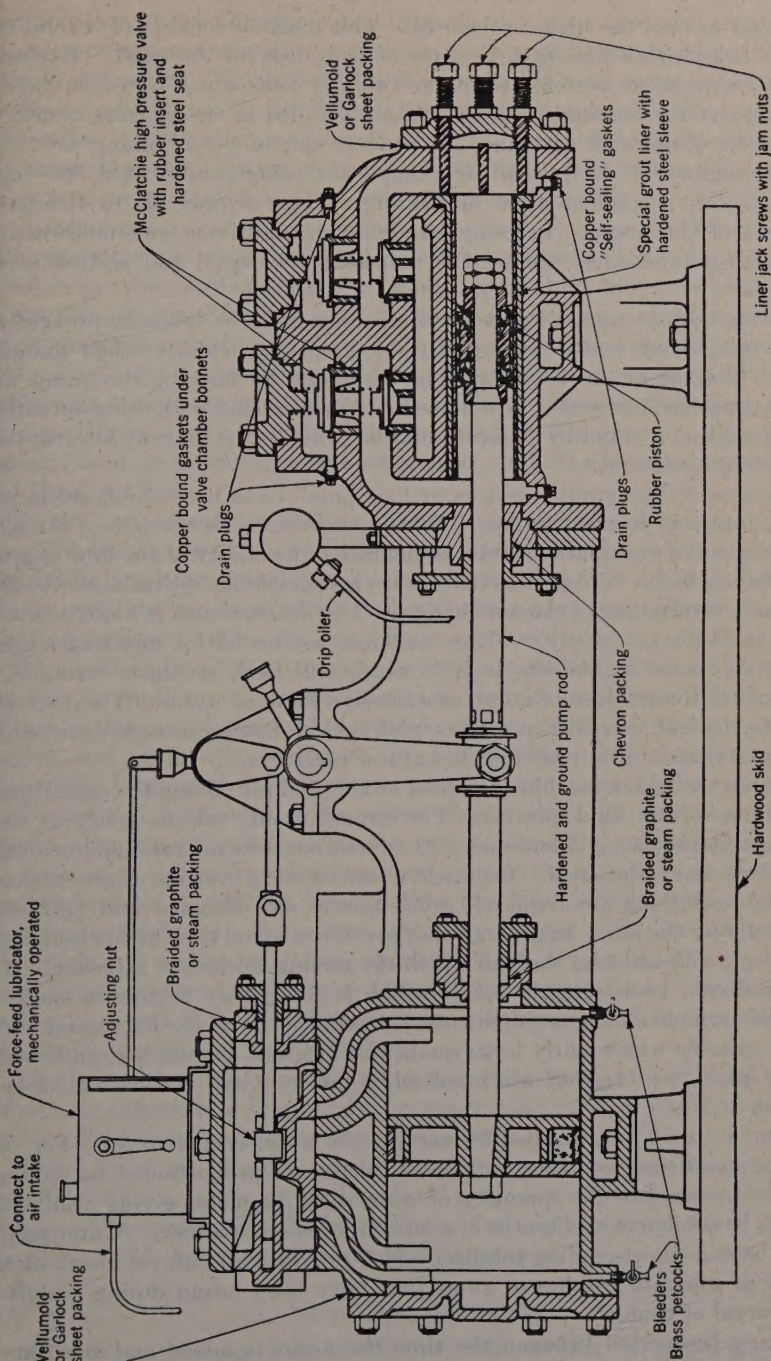 Vellumold
or Garlock
sheet packing
Connect to
air intake
Force-feed lubricator,
mechanically operated
Adjusting nut
Braided graphite
or steam packing
McClatchie high pressure valve
with rubber insert and
hardened steel seat
Copper bound gaskets under
valve chamber bonnets
Drain plugs
Drip oiler
Vellumold
or Garlock
sheet packing
Copper bound
"Self-sealing" gaskets
Special grout liner with
hardened steel sleeve
Liner jack screws with jam nuts
Drain plugs
Rubber piston
Chevron packing
Hardened and ground pump rod
Braided graphite
or steam packing
Hardwood skid
Bleeders
Brass petcocks